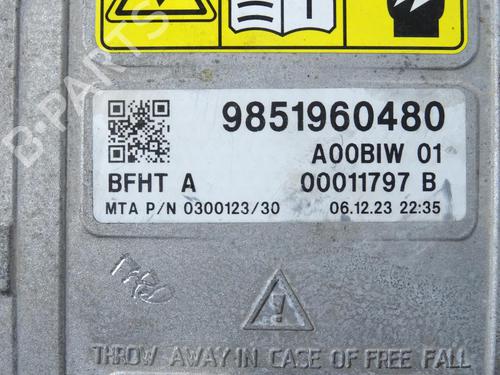 9851960480
A00BIW 01
BFHT A 00011797 B
MTA P/N 0300123/30 06.12.23 22:35
THROW AWAY IN CASE OF FREE FALL
B-PARTS